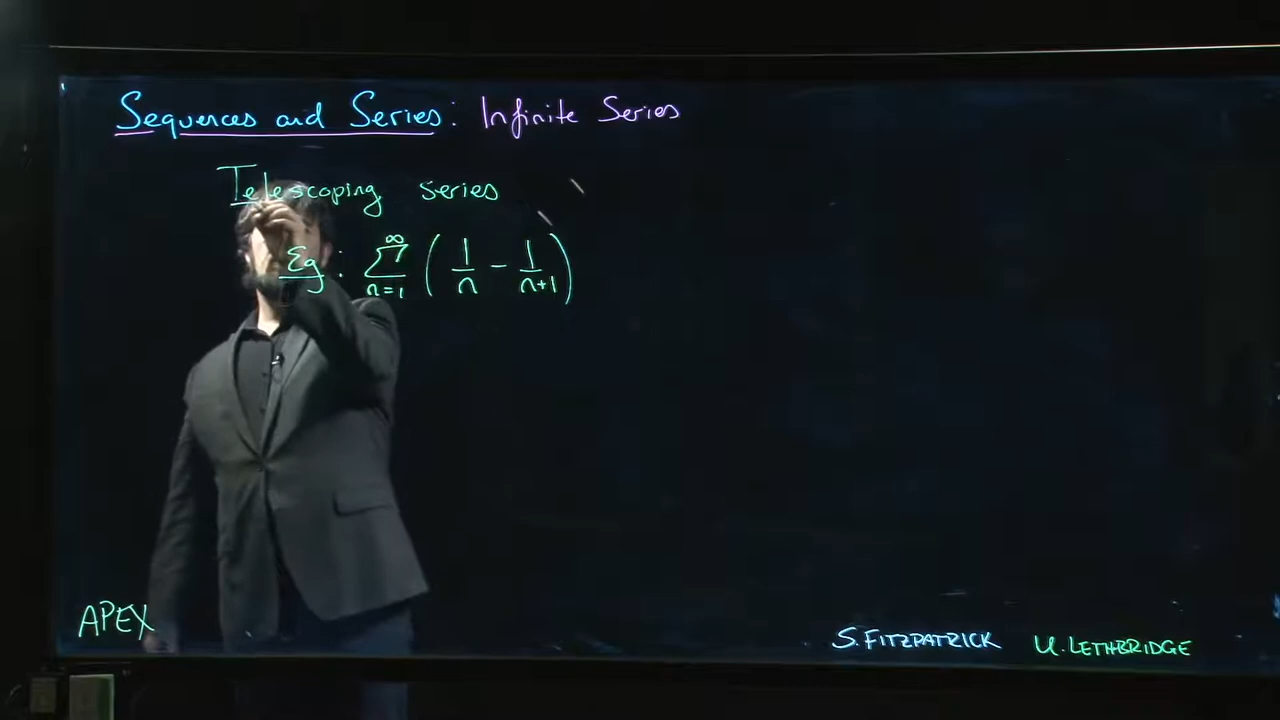 Sequences and Series: Infinite Series
Telescoping series
Eg: ∑_{n=1}^{∞} ( 1/n − 1/(n+1) )
APEX
S. FITZPATRICK U. LETHBRIDGE